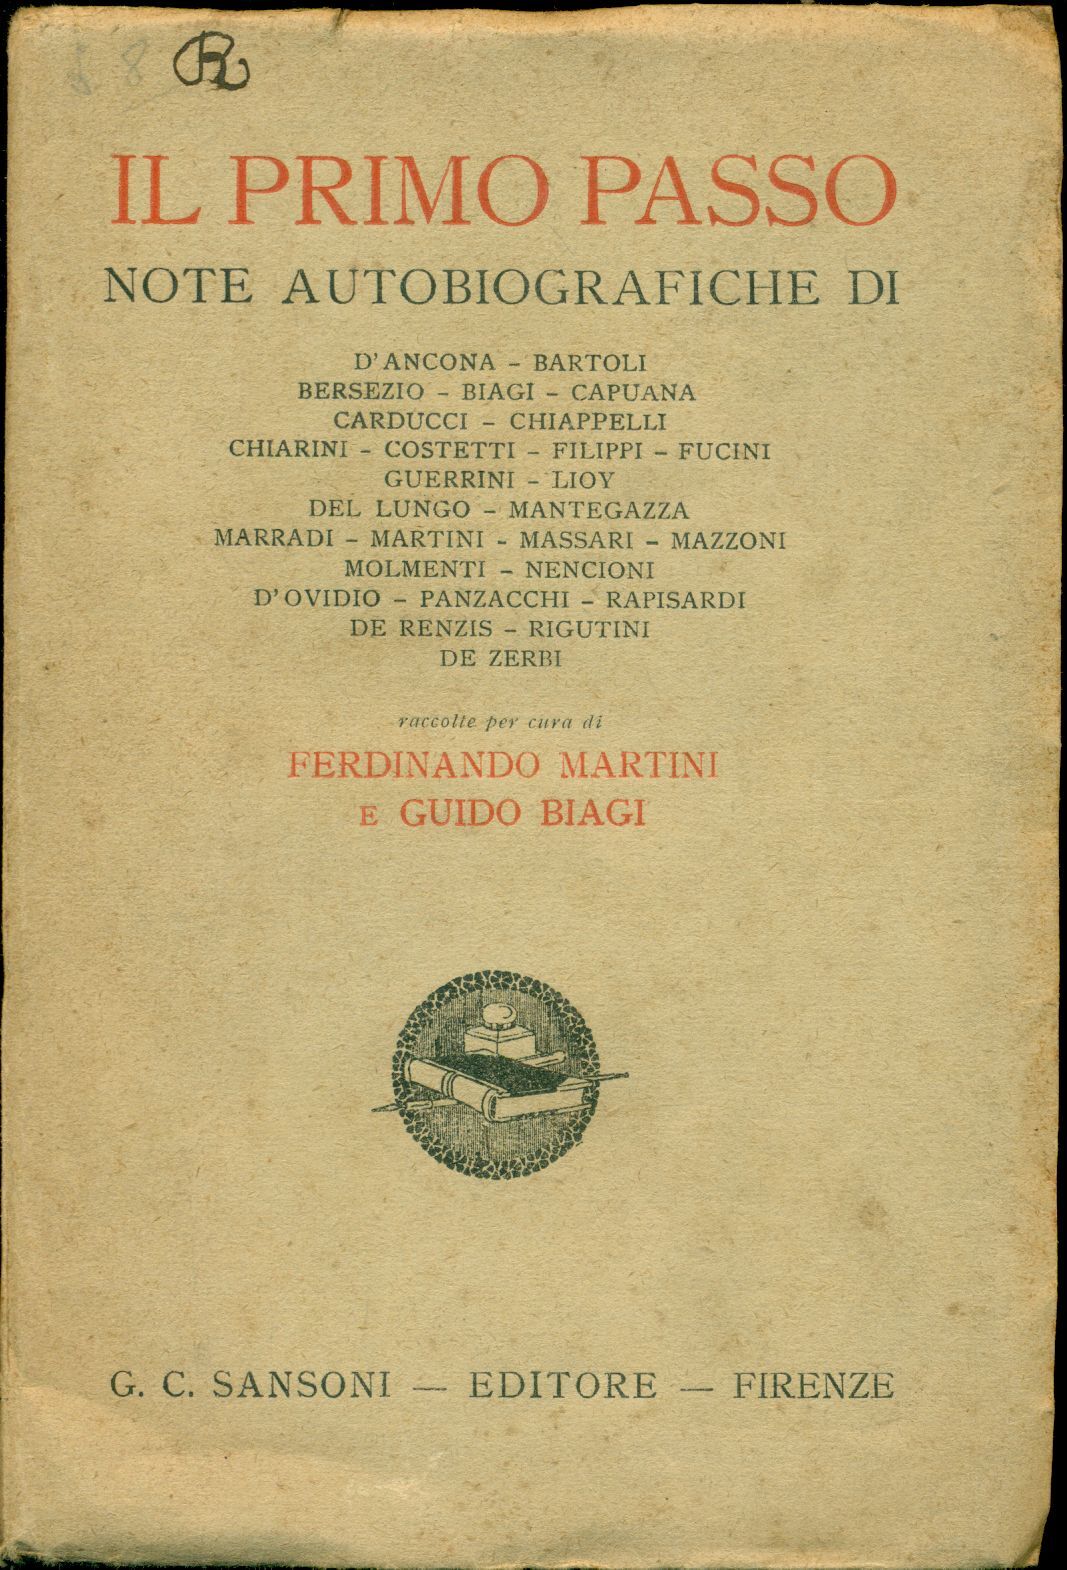 R
IL PRIMO PASSO
NOTE AUTOBIOGRAFICHE DI
D'ANCONA – BARTOLI
BERSEZIO – BIAGI – CAPUANA
CARDUCCI – CHIAPPELLI
CHIARINI – COSTETTI – FILIPPI – FUCINI
GUERRINI – LIOY
DEL LUNGO – MANTEGAZZA
MARRADI – MARTINI – MASSARI – MAZZONI
MOLMENTI – NENCIONI
D'OVIDIO – PANZACCHI – RAPISARDI
DE RENZIS – RIGUTINI
DE ZERBI
raccolte per cura di
FERDINANDO MARTINI
E GUIDO BIAGI
G. C. SANSONI — EDITORE — FIRENZE